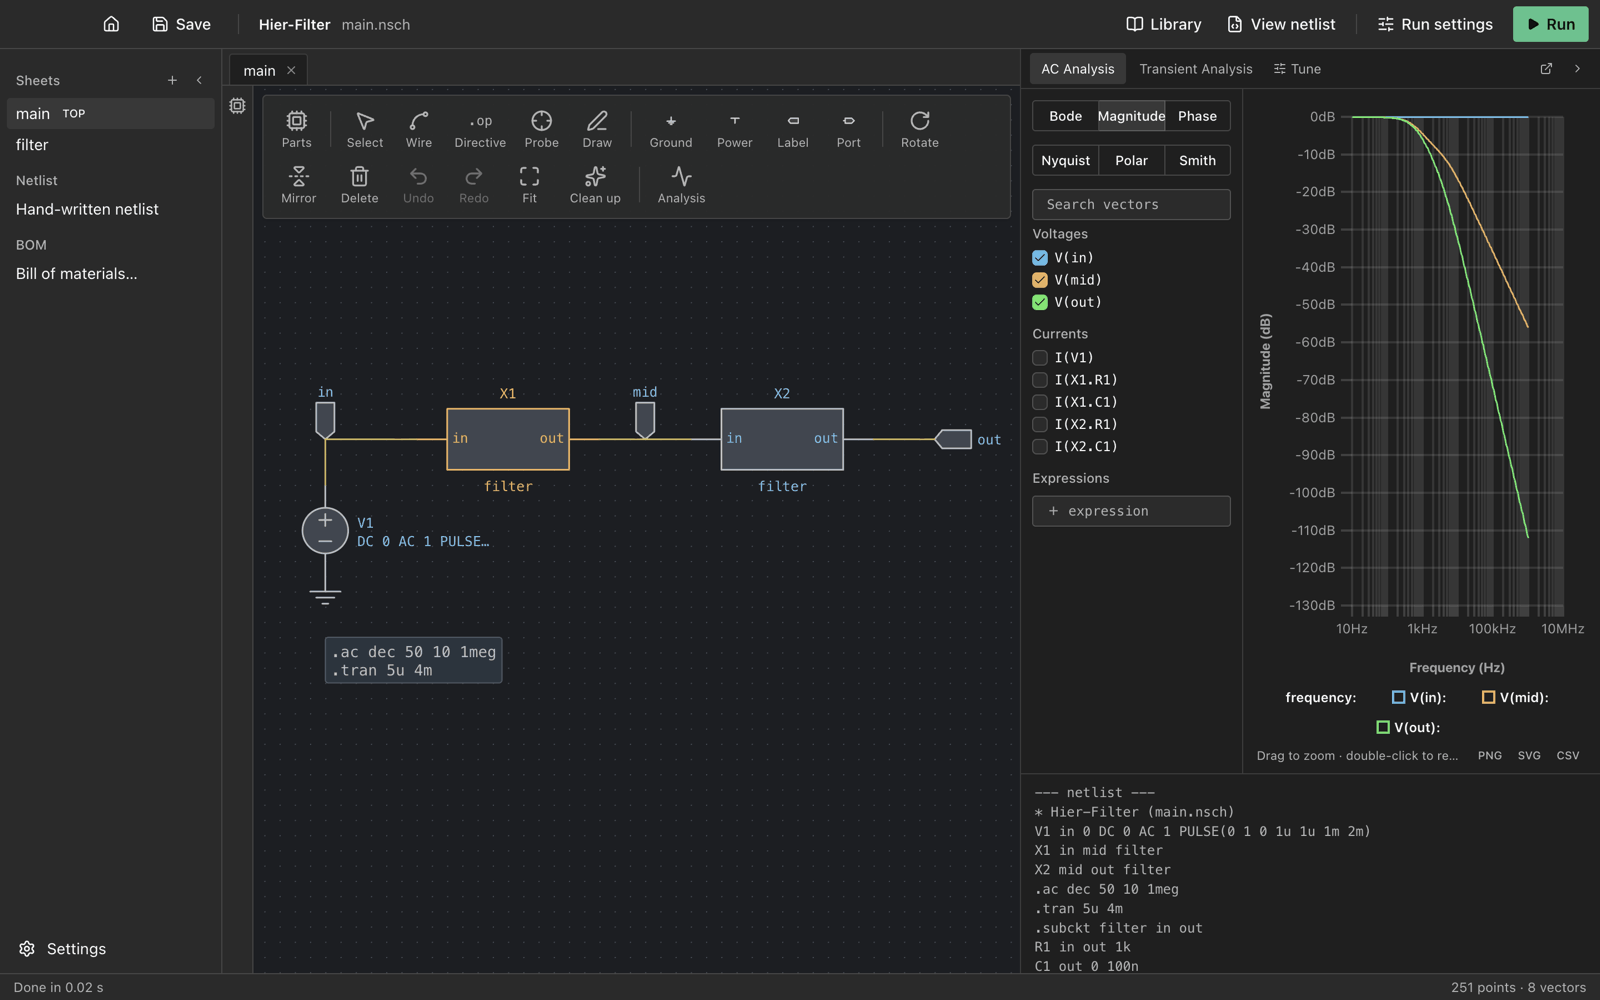 Save
Hier-Filter main.nsch
Library
View netlist
Run settings
Run
Sheets
main TOP
filter
Netlist
Hand-written netlist
BOM
Bill of materials...
Settings
main
Parts
Select
Wire
.op
Directive
Probe
Draw
Ground
Power
Label
Port
Rotate
Mirror
Delete
Undo
Redo
Fit
Clean up
Analysis
in
X1
mid
X2
in out
in out
out
filter
filter
V1
DC 0 AC 1 PULSE…
.ac dec 50 10 1meg
.tran 5u 4m
AC Analysis
Transient Analysis
Tune
Bode Magnitude Phase
Nyquist Polar Smith
Search vectors
Voltages
V(in)
V(mid)
V(out)
Currents
I(V1)
I(X1.R1)
I(X1.C1)
I(X2.R1)
I(X2.C1)
Expressions
+ expression
Magnitude (dB)
0dB
-10dB
-20dB
-30dB
-40dB
-50dB
-60dB
-70dB
-80dB
-90dB
-100dB
-110dB
-120dB
-130dB
10Hz 1kHz 100kHz 10MHz
Frequency (Hz)
frequency: V(in): V(mid):
V(out):
Drag to zoom · double-click to re...
PNG SVG CSV
--- netlist ---
* Hier-Filter (main.nsch)
V1 in 0 DC 0 AC 1 PULSE(0 1 0 1u 1u 1m 2m)
X1 in mid filter
X2 mid out filter
.ac dec 50 10 1meg
.tran 5u 4m
.subckt filter in out
R1 in out 1k
C1 out 0 100n
Done in 0.02 s
251 points · 8 vectors